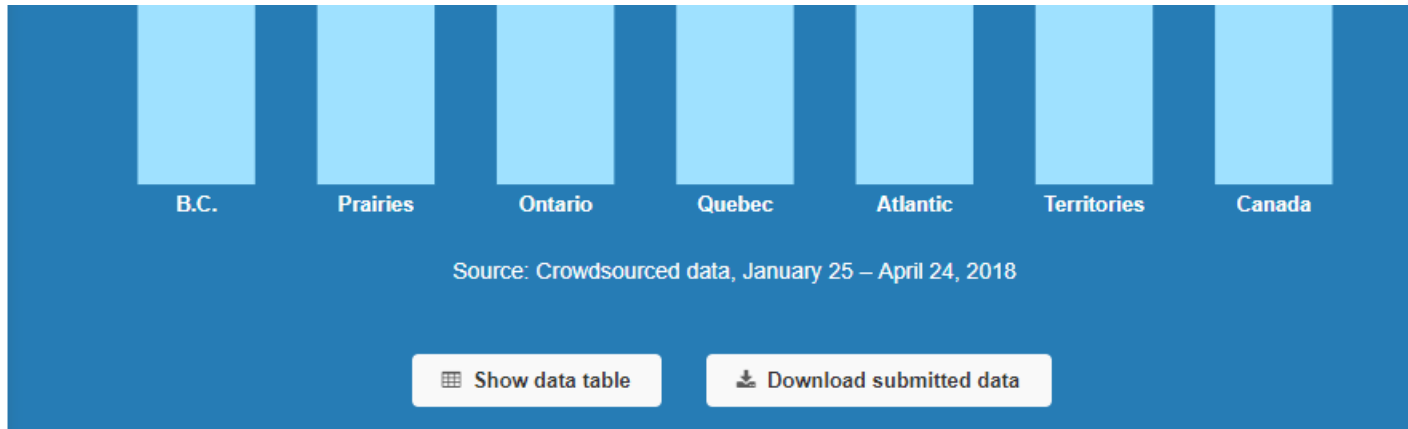 B.C. Prairies Ontario Quebec Atlantic Territories Canada
Source: Crowdsourced data, January 25 – April 24, 2018
Show data table Download submitted data